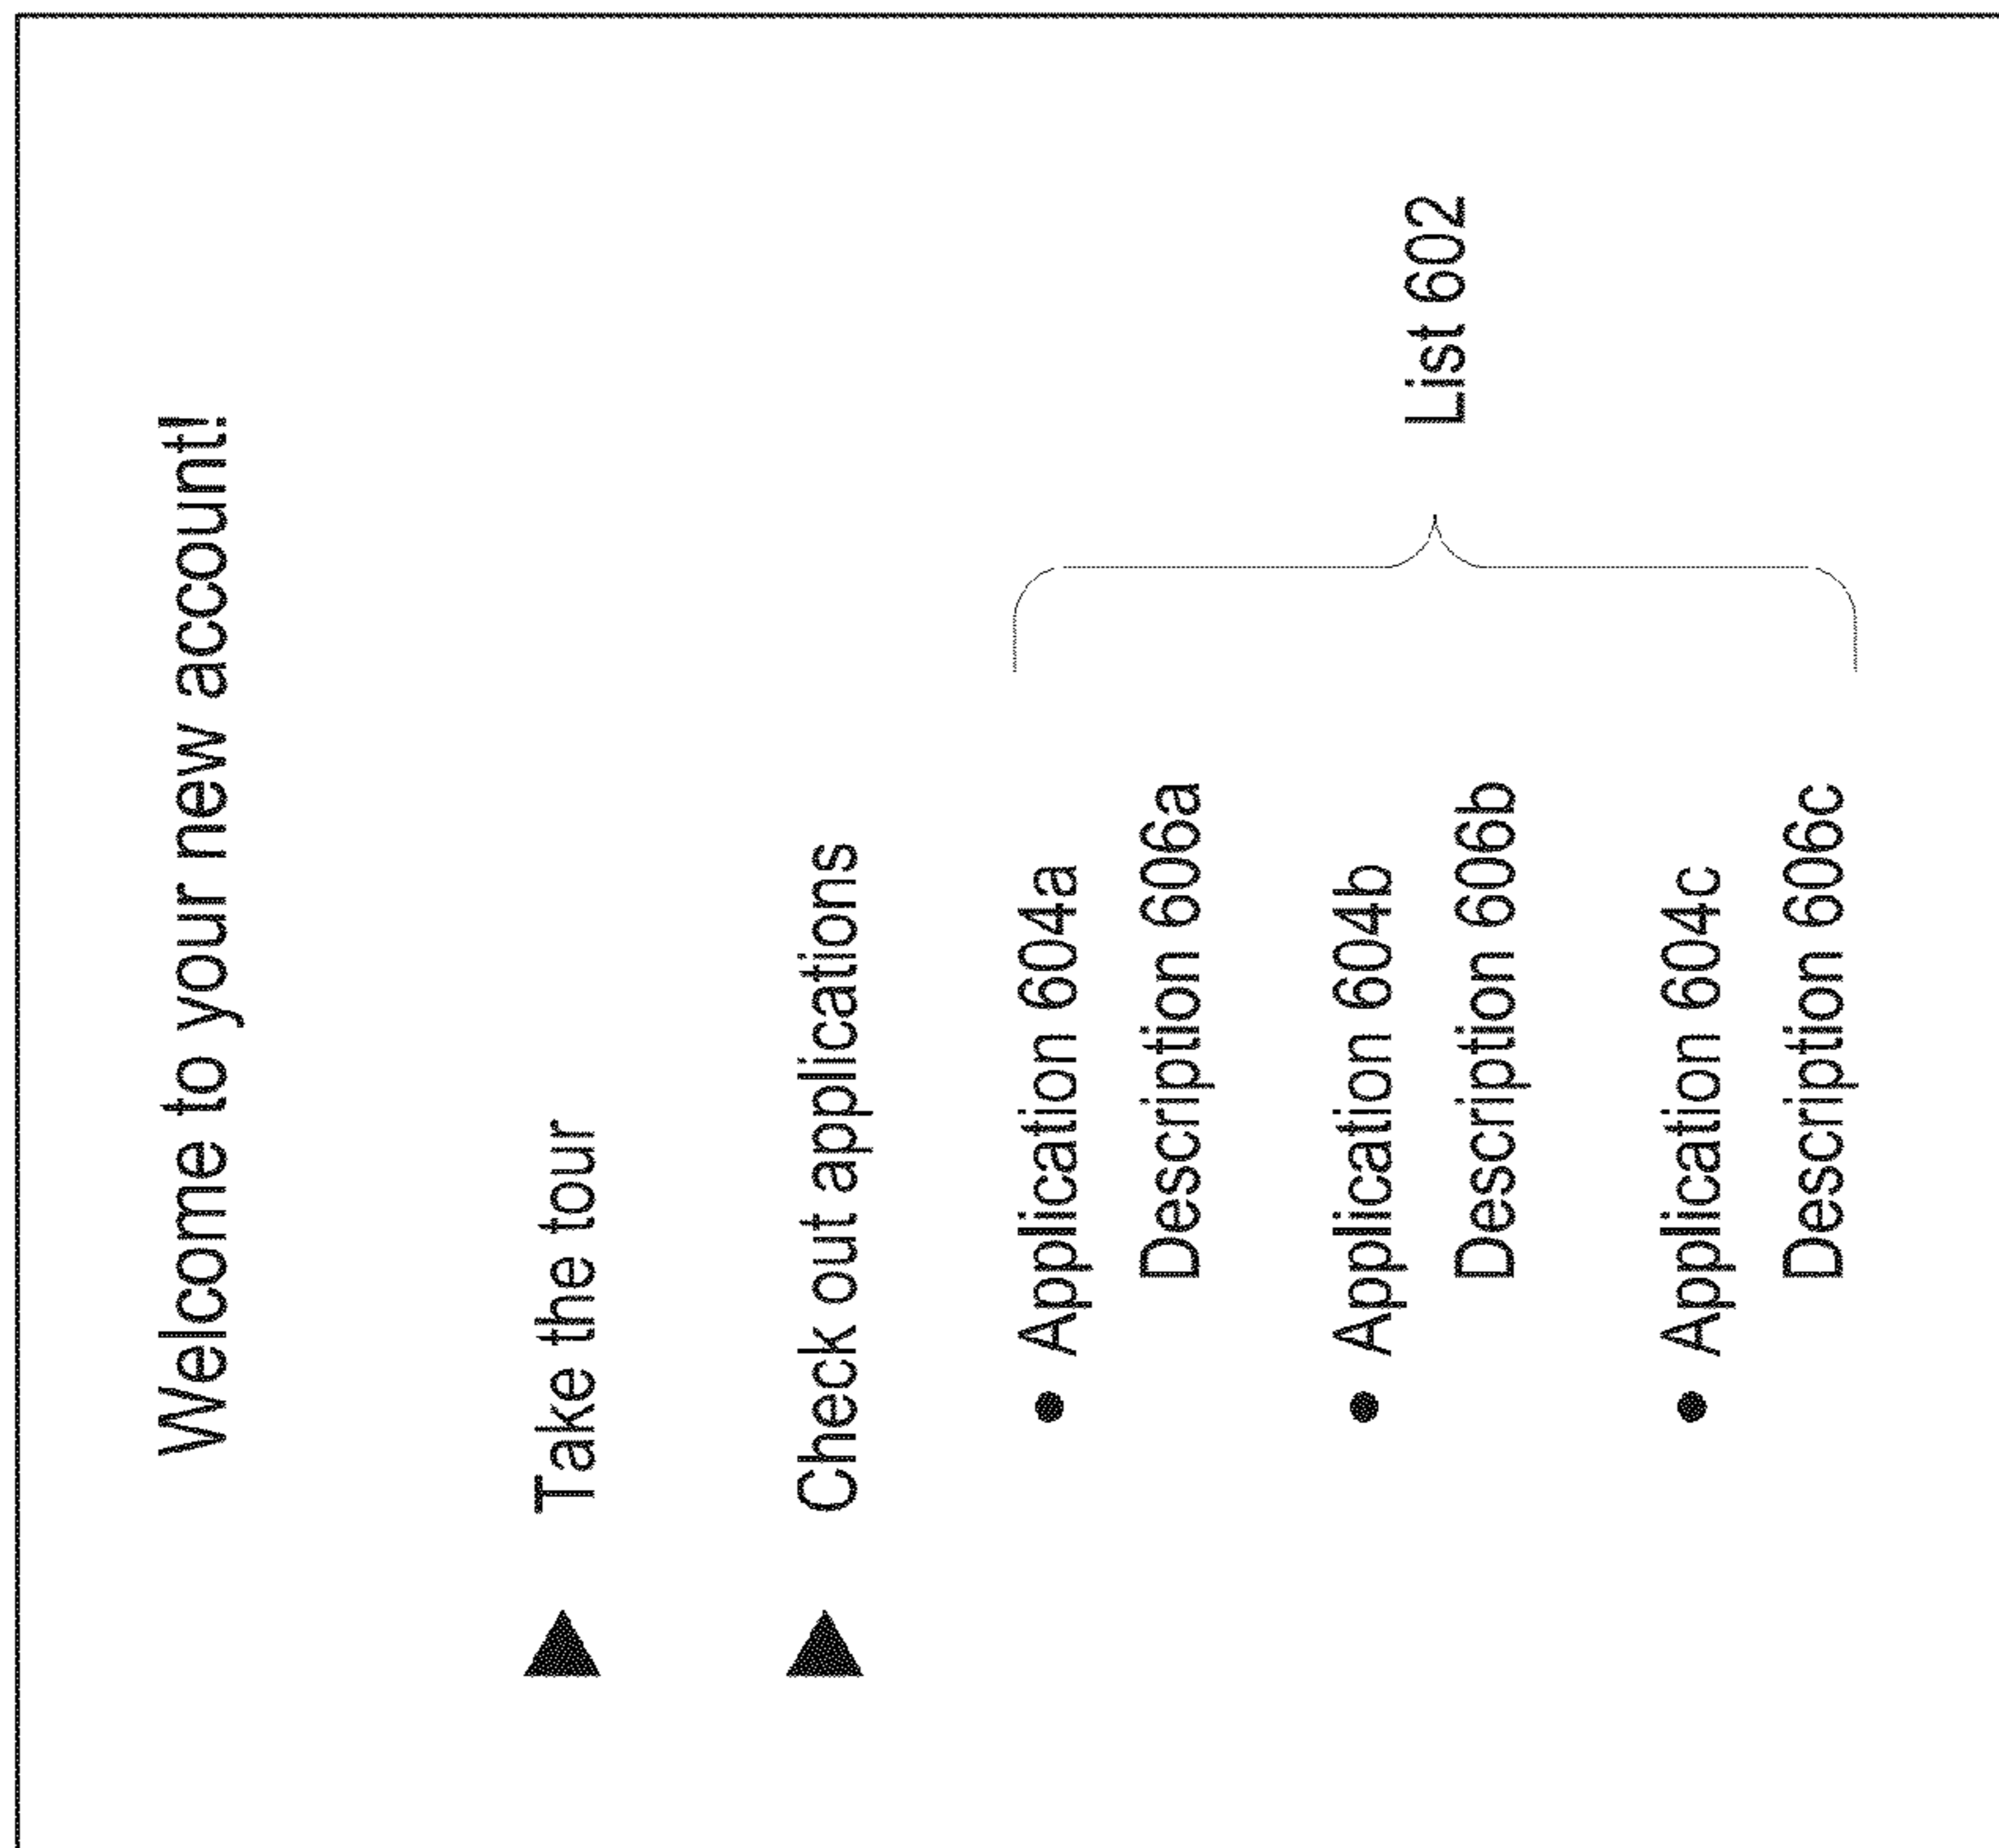 Welcome to your new account!
Take the tour
Check out applications
• Application 604a
Description 606a
• Application 604b
Description 606b
• Application 604c
Description 606c
List 602